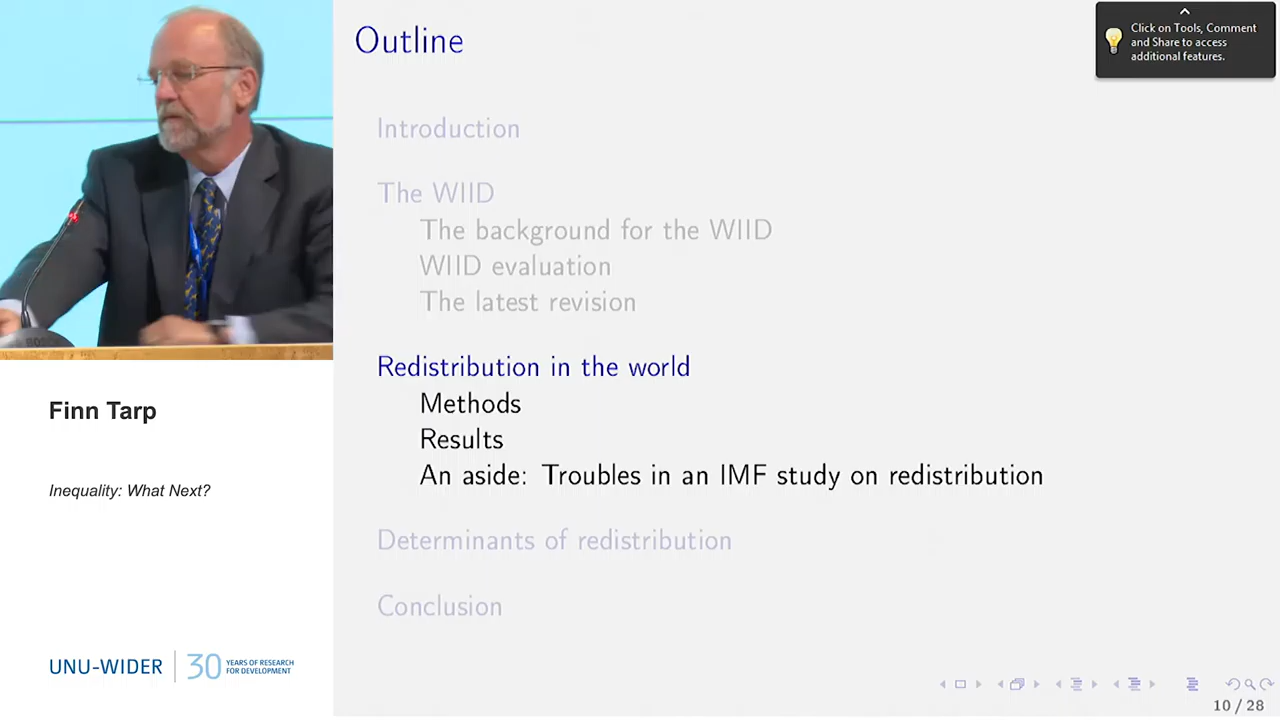 Outline
Click on Tools, Comment
and Share to access
additional features.
Introduction
The WIID
The background for the WIID
WIID evaluation
The latest revision
Redistribution in the world
Methods
Results
An aside: Troubles in an IMF study on redistribution
Determinants of redistribution
Conclusion
10 / 28
Finn Tarp
Inequality: What Next?
UNU-WIDER
30 YEARS OF RESEARCH
FOR DEVELOPMENT